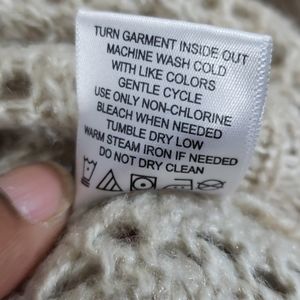 TURN GARMENT INSIDE OUT
MACHINE WASH COLD
WITH LIKE COLORS
GENTLE CYCLE
USE ONLY NON-CHLORINE
BLEACH WHEN NEEDED
TUMBLE DRY LOW
WARM STEAM IRON IF NEEDED
DO NOT DRY CLEAN